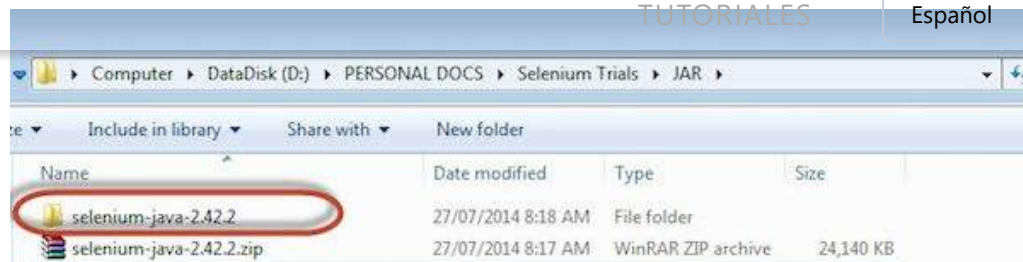 TUTORIALES Español
Computer DataDisk (D:) PERSONAL DOCS Selenium Trials JAR
Include in library Share with New folder
Name Date modified Type Size
selenium-java-2.42.2 27/07/2014 8:18 AM File folder
selenium-java-2.42.2.zip 27/07/2014 8:17 AM WinRAR ZIP archive 24,140 KB